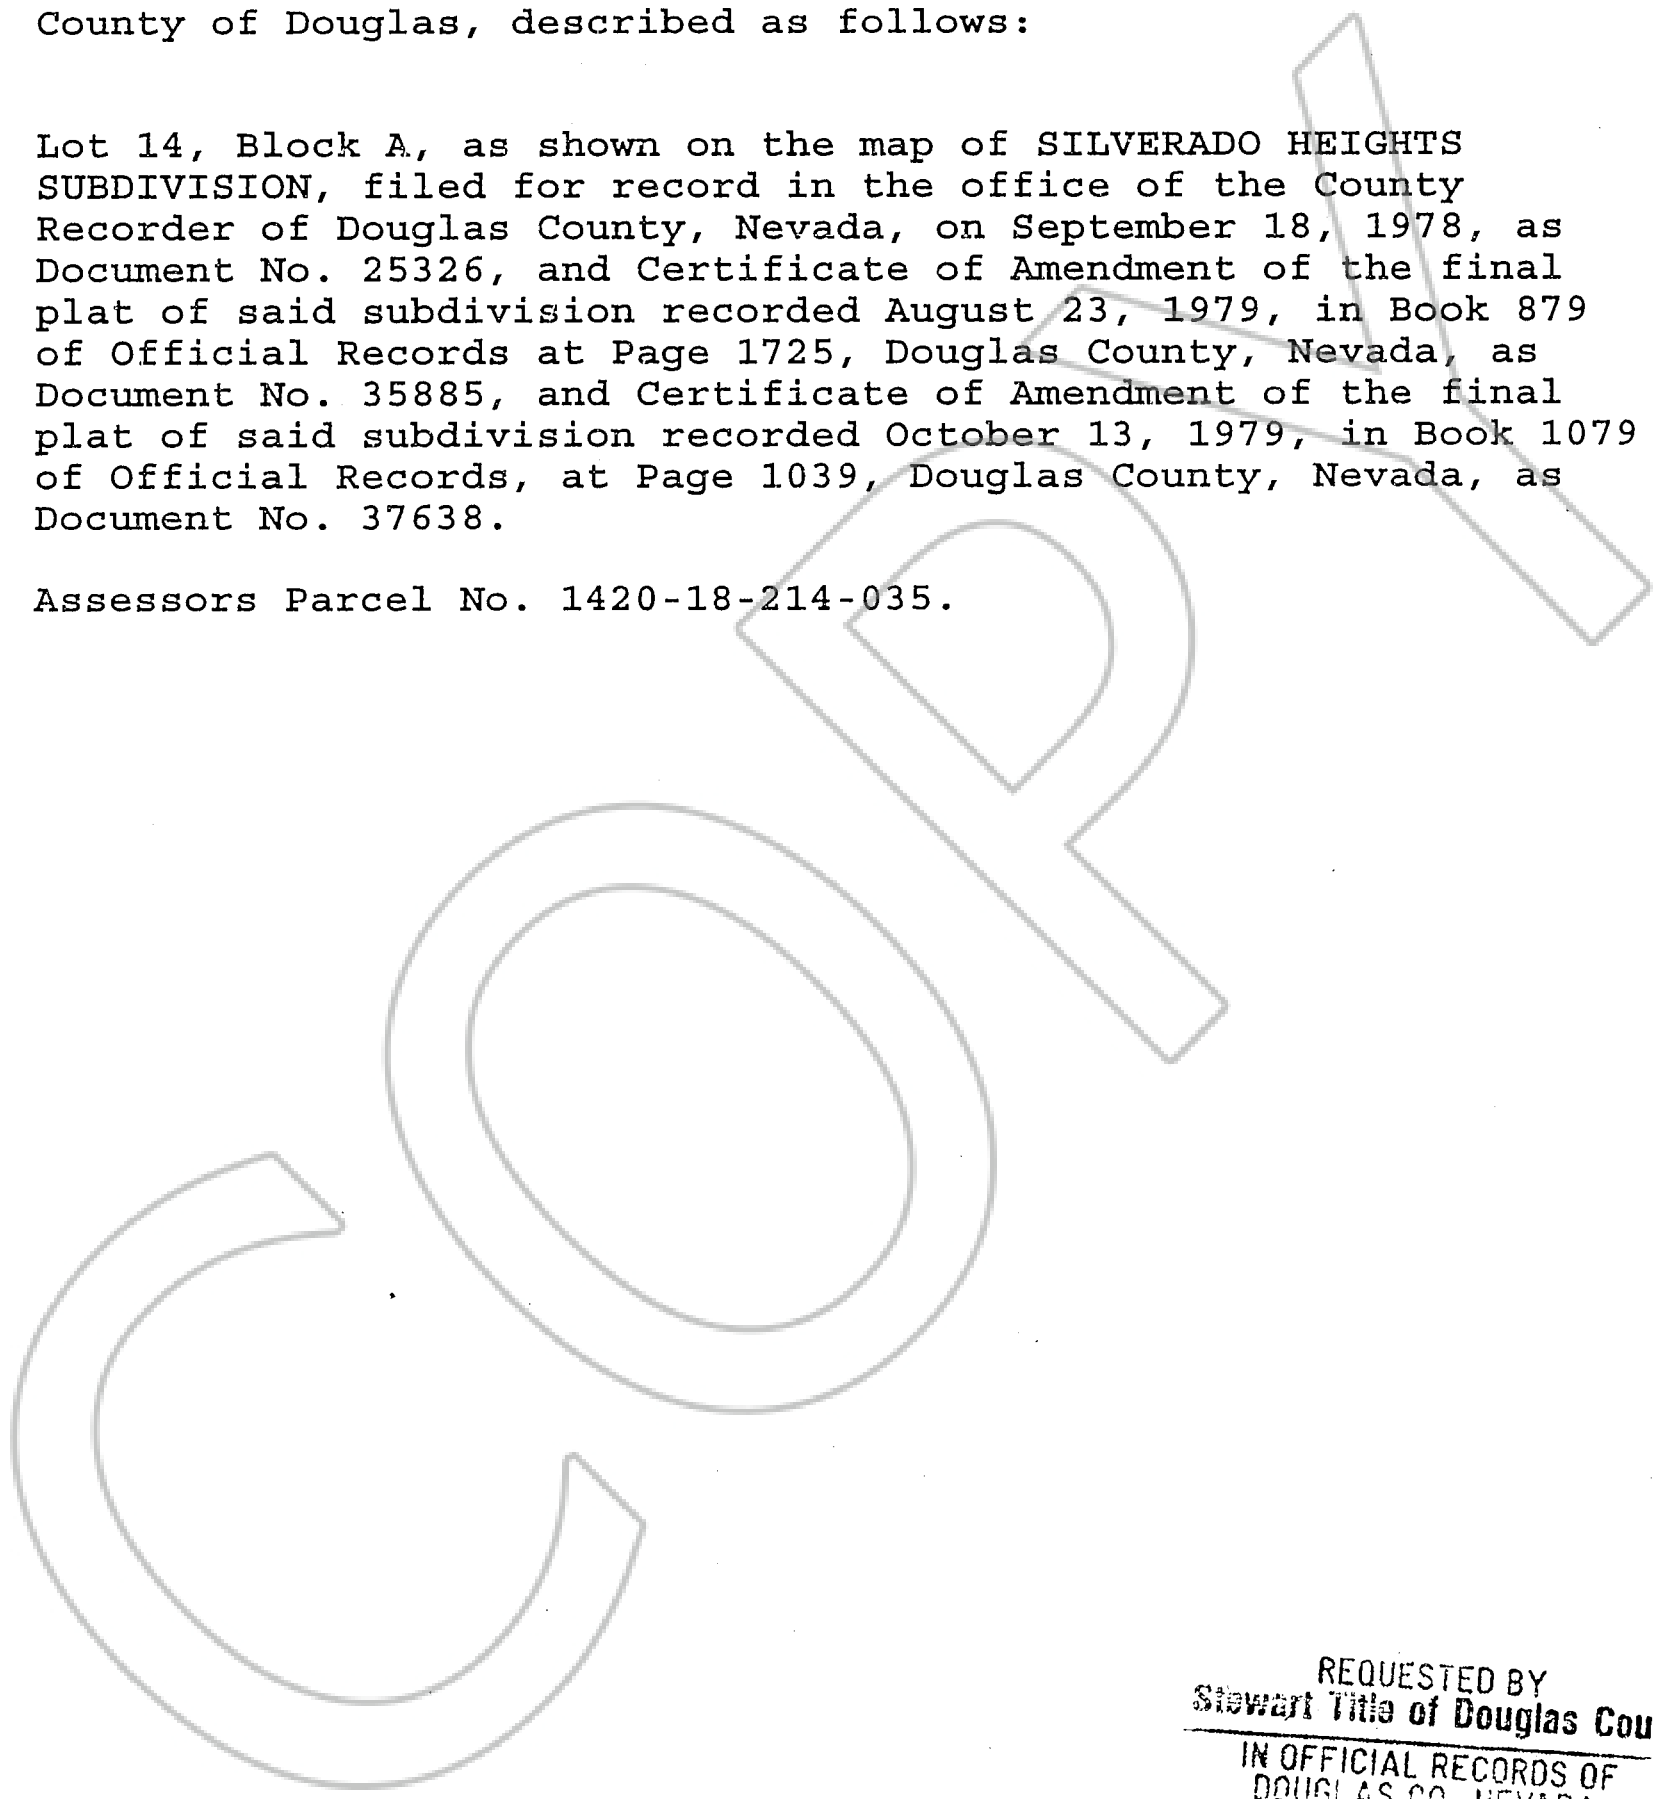 County of Douglas, described as follows:
Lot 14, Block A, as shown on the map of SILVERADO HEIGHTS
SUBDIVISION, filed for record in the office of the County
Recorder of Douglas County, Nevada, on September 18, 1978, as
Document No. 25326, and Certificate of Amendment of the final
plat of said subdivision recorded August 23, 1979, in Book 879
of Official Records at Page 1725, Douglas County, Nevada, as
Document No. 35885, and Certificate of Amendment of the final
plat of said subdivision recorded October 13, 1979, in Book 1079
of Official Records, at Page 1039, Douglas County, Nevada, as
Document No. 37638.
Assessors Parcel No. 1420-18-214-035.
COPY
REQUESTED BY
Stewart Title of Douglas Cou
IN OFFICIAL RECORDS OF
DOUGLAS CO., NEVADA